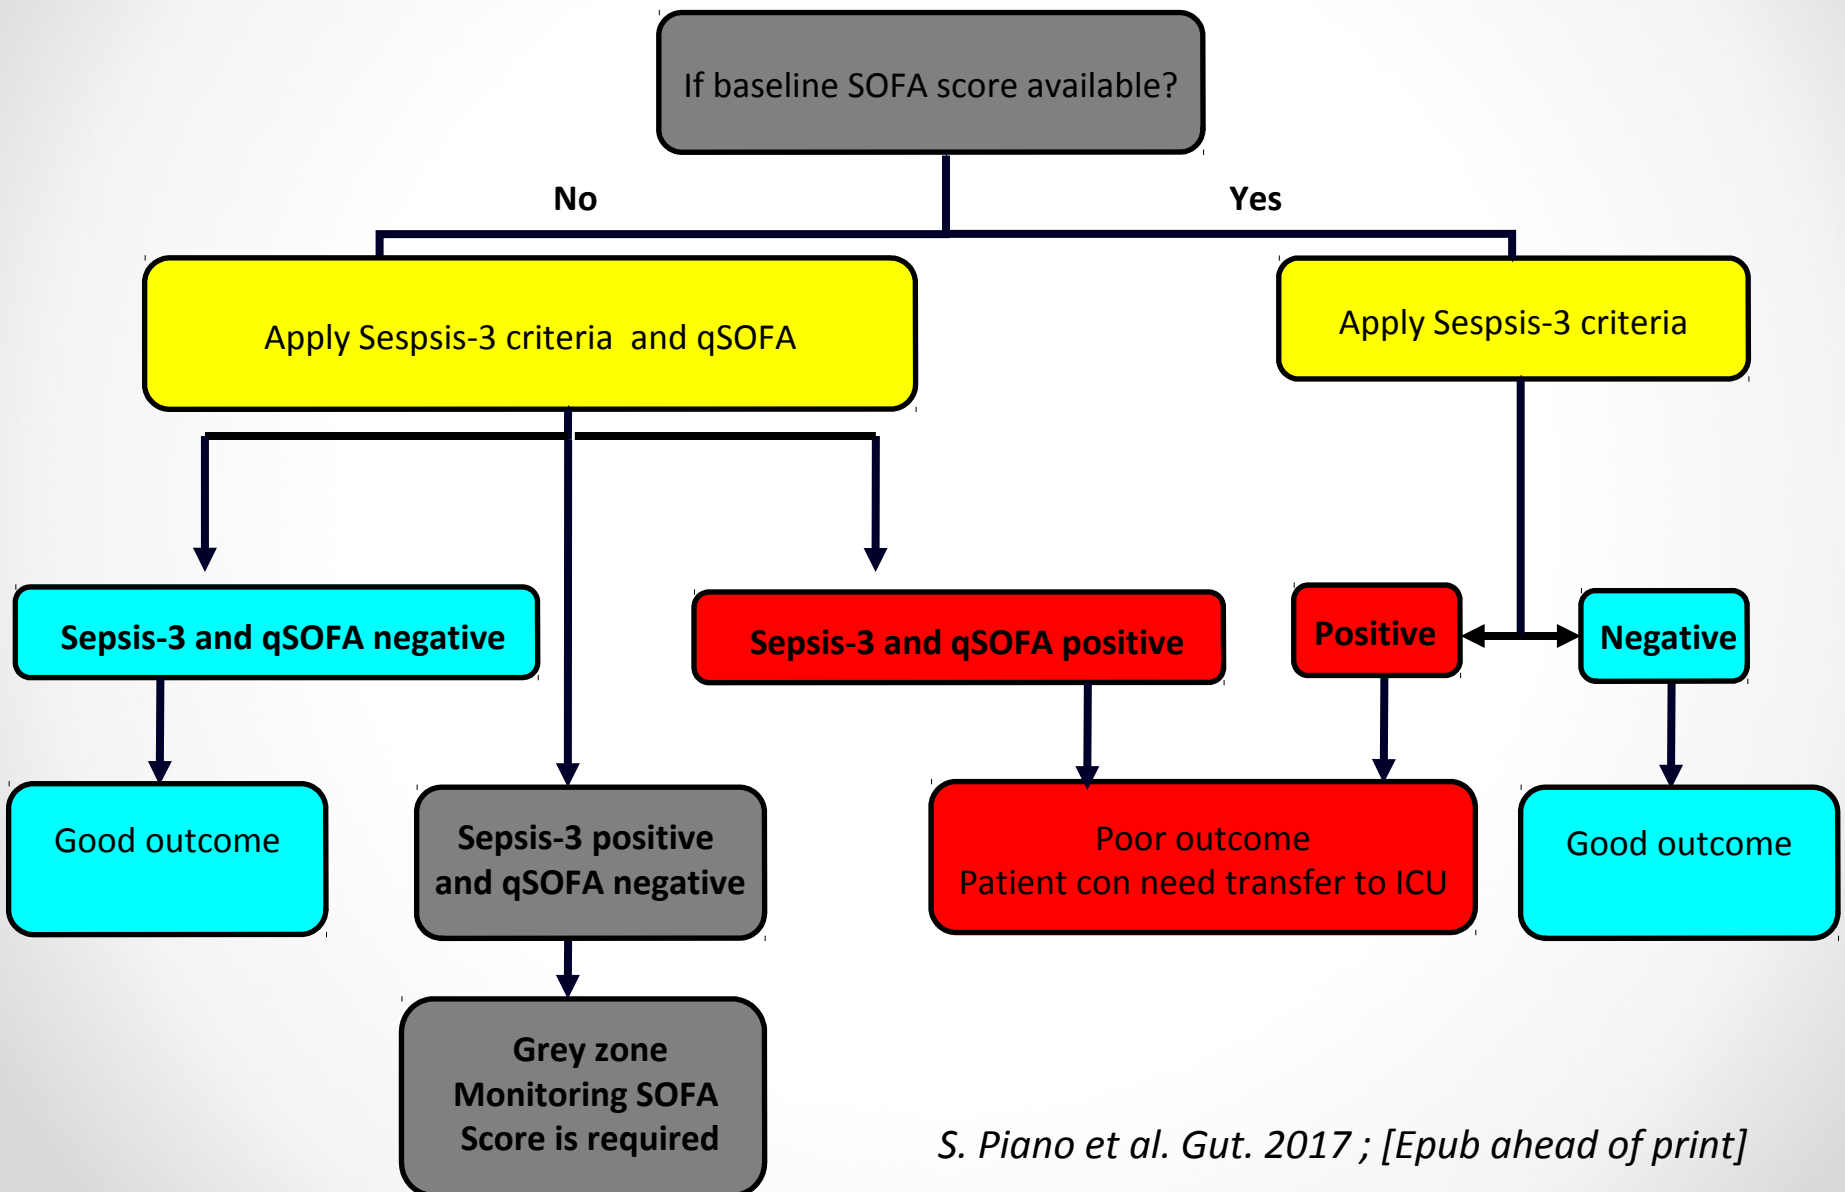 If baseline SOFA score available?
No
Yes
Apply Sespsis-3 criteria and qSOFA
Apply Sespsis-3 criteria
Sepsis-3 and qSOFA negative
Sepsis-3 and qSOFA positive
Positive
Negative
Good outcome
Sepsis-3 positive
and qSOFA negative
Poor outcome
Patient con need transfer to ICU
Good outcome
Grey zone
Monitoring SOFA
Score is required
S. Piano et al. Gut. 2017 ; [Epub ahead of print]